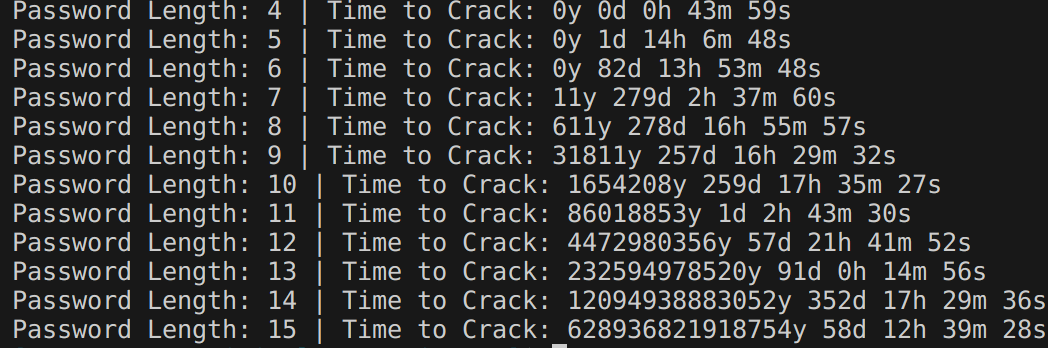 Password Length: 4 | Time to Crack: 0y 0d 0h 43m 59s
Password Length: 5 | Time to Crack: 0y 1d 14h 6m 48s
Password Length: 6 | Time to Crack: 0y 82d 13h 53m 48s
Password Length: 7 | Time to Crack: 11y 279d 2h 37m 60s
Password Length: 8 | Time to Crack: 611y 278d 16h 55m 57s
Password Length: 9 | Time to Crack: 31811y 257d 16h 29m 32s
Password Length: 10 | Time to Crack: 1654208y 259d 17h 35m 27s
Password Length: 11 | Time to Crack: 86018853y 1d 2h 43m 30s
Password Length: 12 | Time to Crack: 4472980356y 57d 21h 41m 52s
Password Length: 13 | Time to Crack: 232594978520y 91d 0h 14m 56s
Password Length: 14 | Time to Crack: 12094938883052y 352d 17h 29m 36s
Password Length: 15 | Time to Crack: 628936821918754y 58d 12h 39m 28s